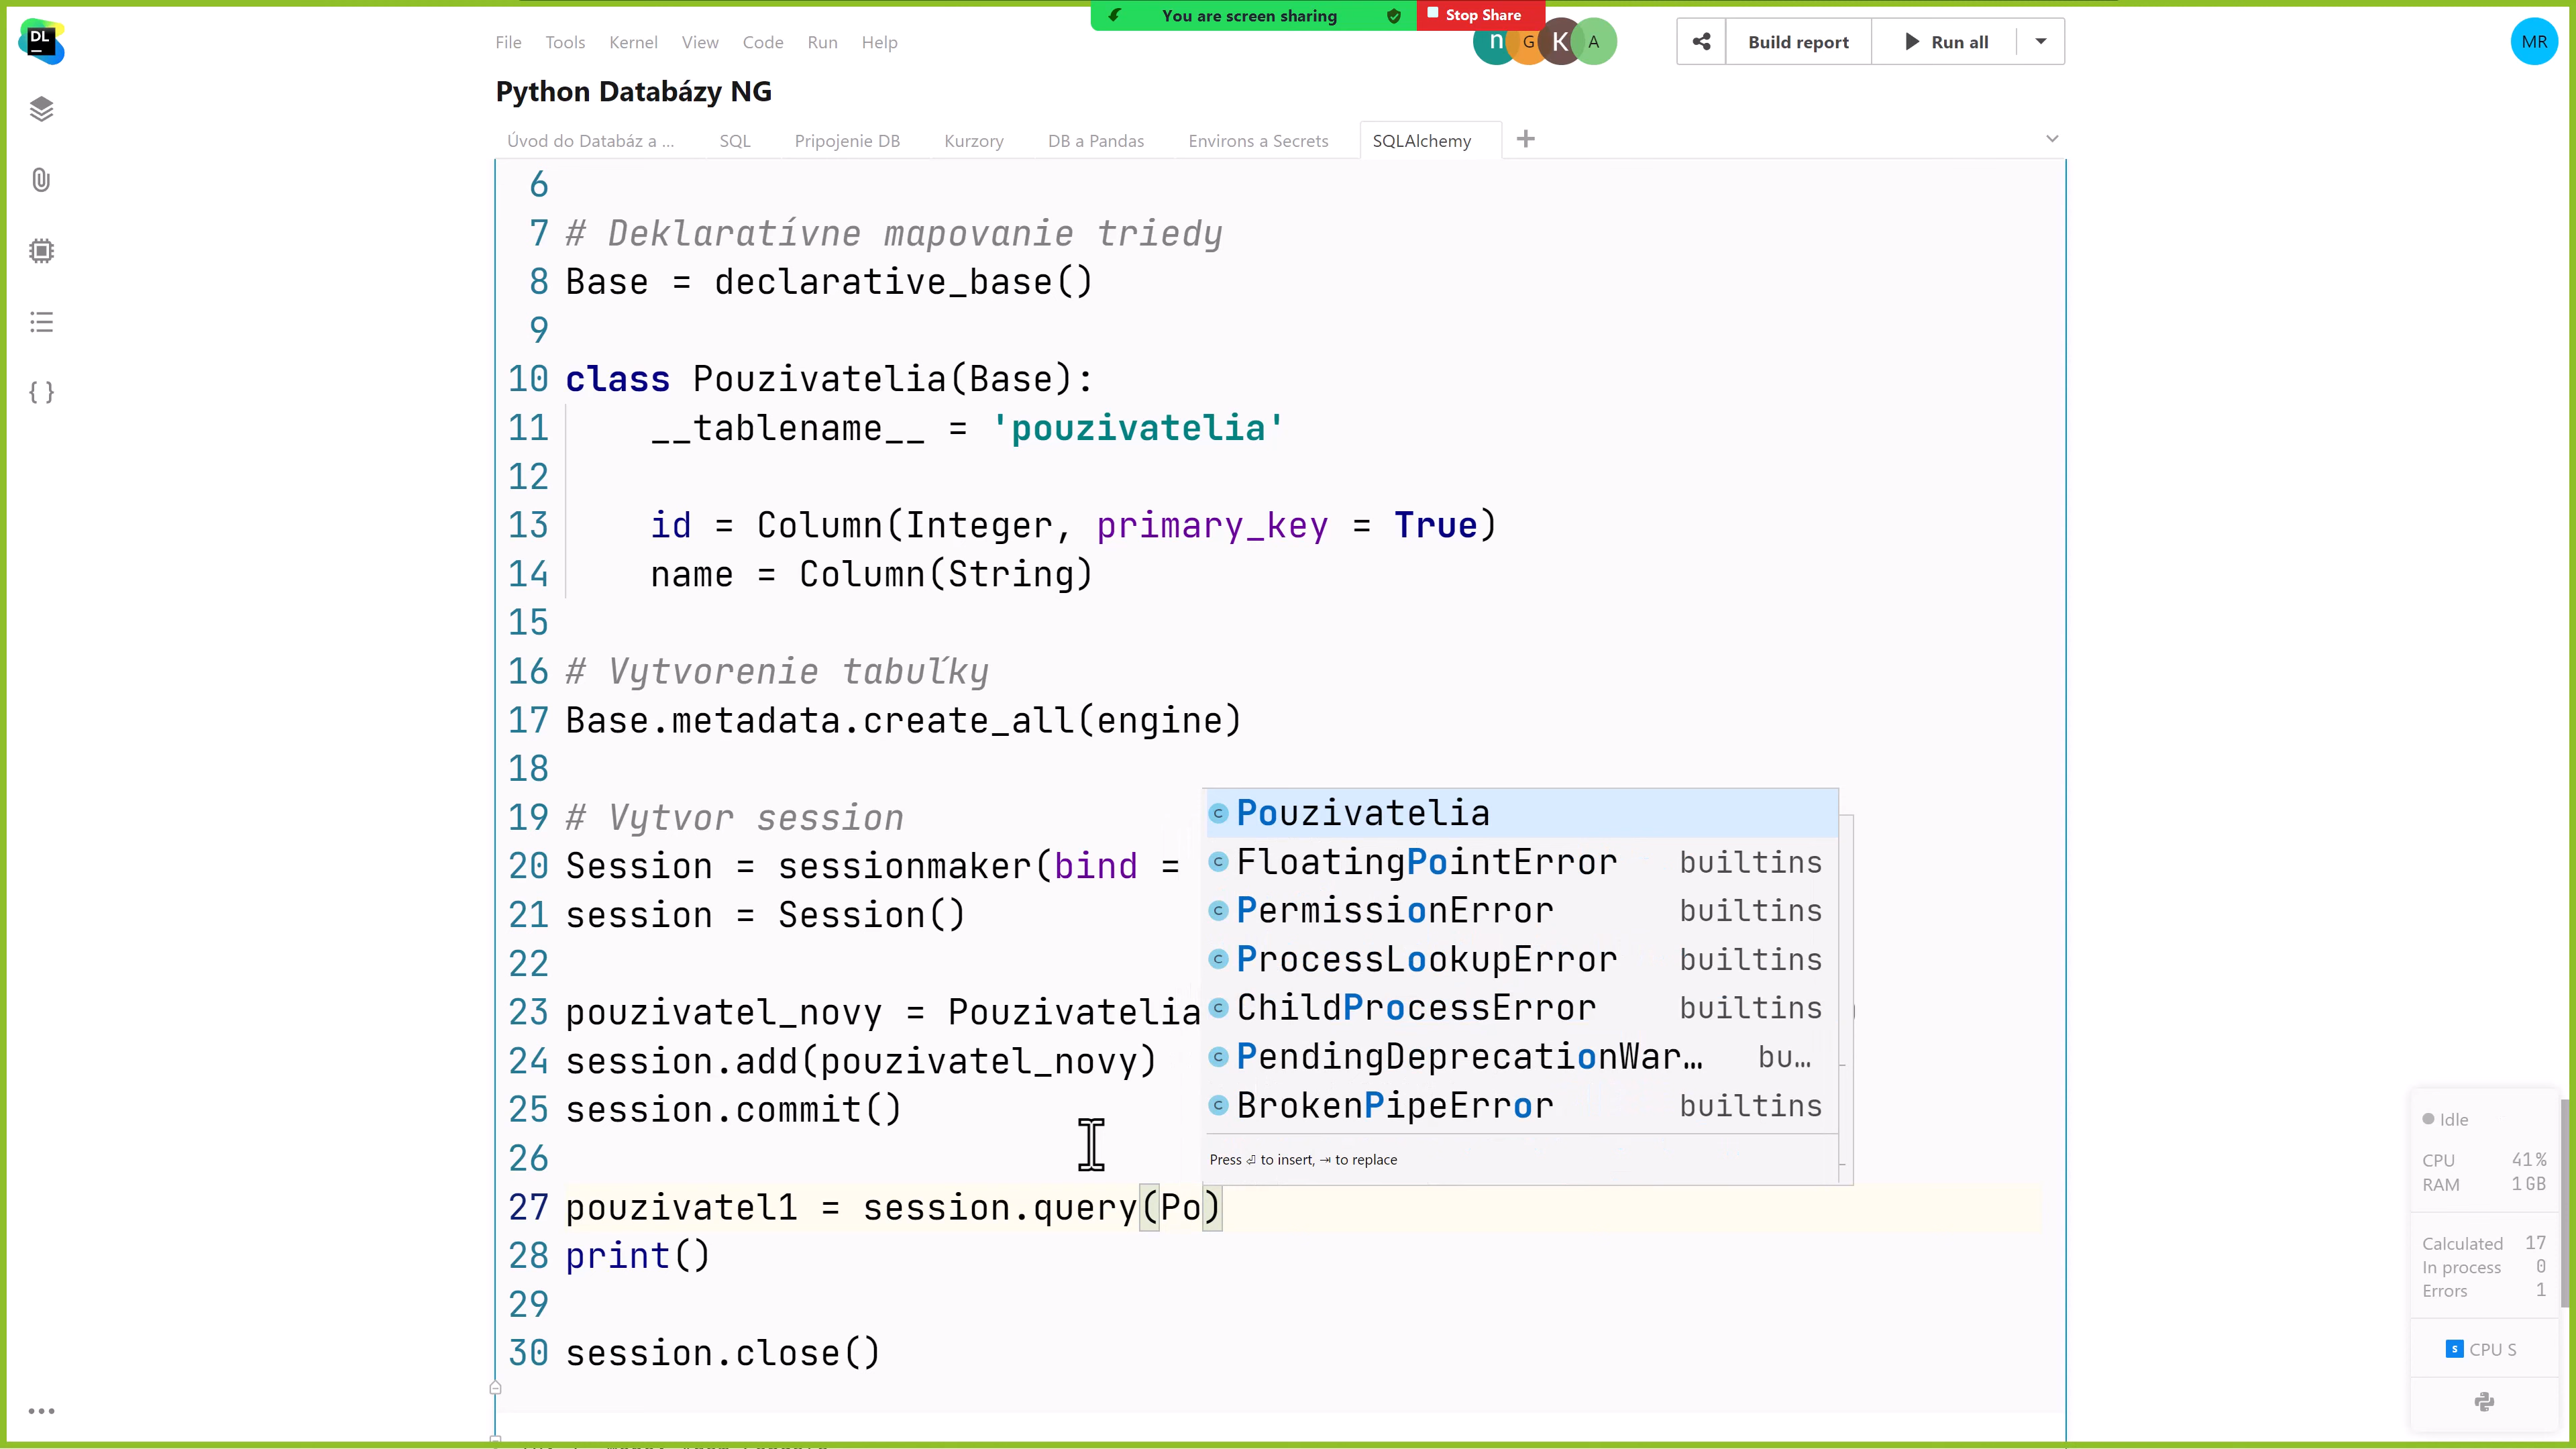 You are screen sharing
Stop Share
DL
File Tools Kernel View Code Run Help
n G K A
Build report
Run all
MR
Python Databázy NG
Úvod do Databáz a ...
SQL
Pripojenie DB
Kurzory
DB a Pandas
Environs a Secrets
SQLAlchemy
6
7 # Deklaratívne mapovanie triedy
8 Base = declarative_base()
9
10 class Pouzivatelia(Base):
11 __tablename__ = 'pouzivatelia'
12
13 id = Column(Integer, primary_key = True)
14 name = Column(String)
15
16 # Vytvorenie tabuľky
17 Base.metadata.create_all(engine)
18
19 # Vytvor session
20 Session = sessionmaker(bind =
21 session = Session()
22
23 pouzivatel_novy = Pouzivatelia
24 session.add(pouzivatel_novy)
25 session.commit()
26
27 pouzivatel1 = session.query(Po)
28 print()
29
30 session.close()
Pouzivatelia
FloatingPointError builtins
PermissionError builtins
ProcessLookupError builtins
ChildProcessError builtins
PendingDeprecationWar… bu…
BrokenPipeError builtins
Press ⏎ to insert, ⇥ to replace
Idle
CPU 41%
RAM 1 GB
Calculated 17
In process 0
Errors 1
S CPU S